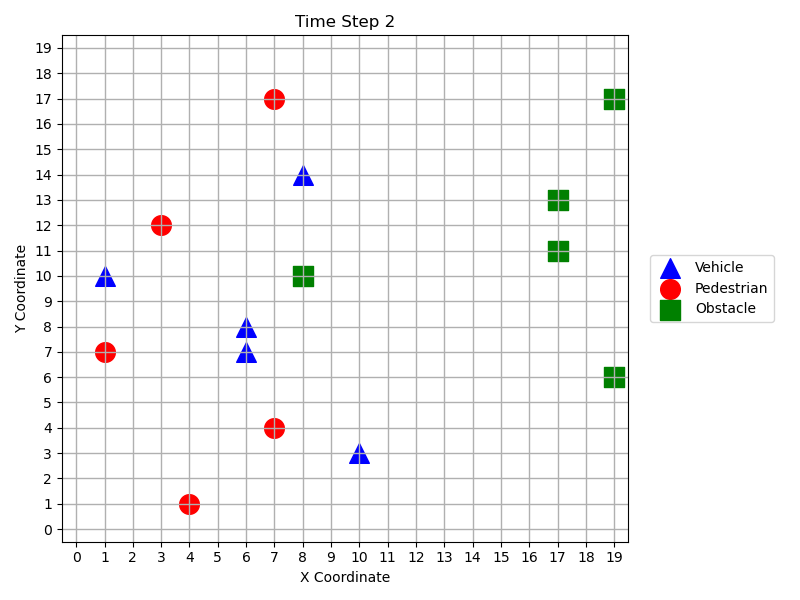 Time Step 2
Y Coordinate
19
18
17
16
15
14
13
12
11
10
9
8
7
6
5
4
3
2
1
0
0 1 2 3 4 5 6 7 8 9 10 11 12 13 14 15 16 17 18 19
X Coordinate
Vehicle
Pedestrian
Obstacle